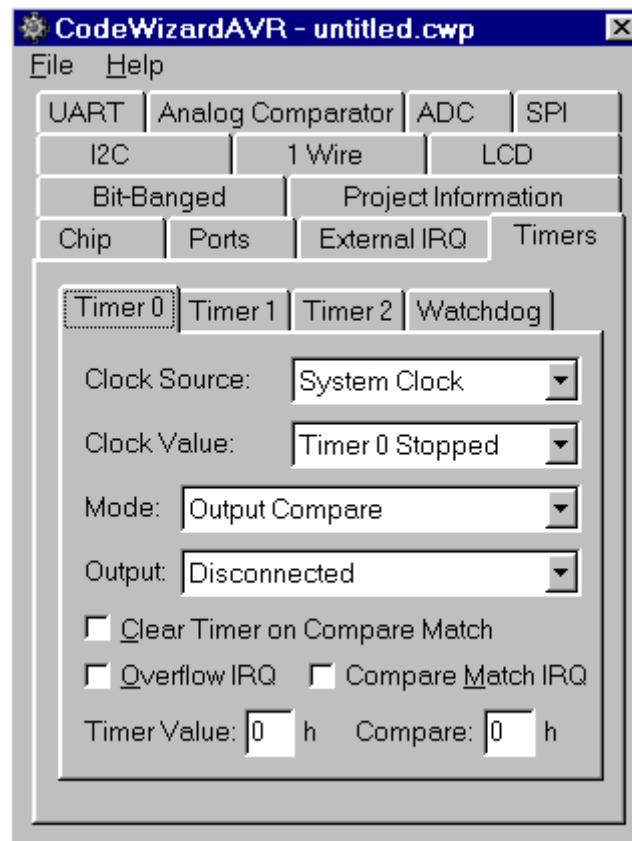 CodeWizardAVR - untitled.cwp
File Help
UART Analog Comparator ADC SPI
I2C 1 Wire LCD
Bit-Banged Project Information
Chip Ports External IRQ Timers
Timer 0 Timer 1 Timer 2 Watchdog
Clock Source: System Clock
Clock Value: Timer 0 Stopped
Mode: Output Compare
Output: Disconnected
Clear Timer on Compare Match
Overflow IRQ Compare Match IRQ
Timer Value: 0 h Compare: 0 h